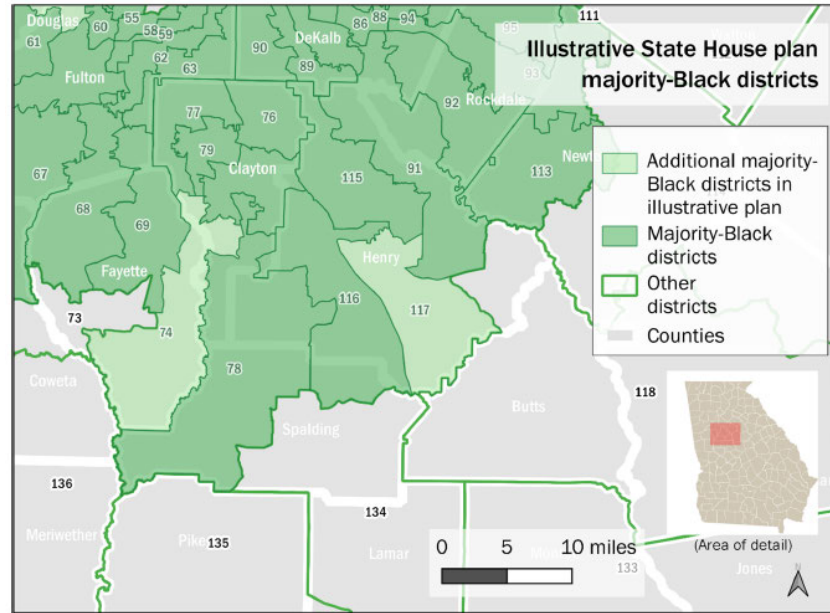 Douglas
60
55
86
88
94
95
111
61
58
59
90
DeKalb
Illustrative State House plan
majority-Black districts
62
Fulton
63
89
93
92
Rockdale
77
76
79
Clayton
91
Additional majority-
Black districts in
illustrative plan
Majority-Black
districts
Other
districts
Counties
67
115
113
68
69
Henry
Fayette
116
117
73
74
78
Coweta
118
Butts
Spalding
136
134
Meriwether
Pike
135
0 5 10 miles
Lamar
133
(Area of detail)
Jones
N